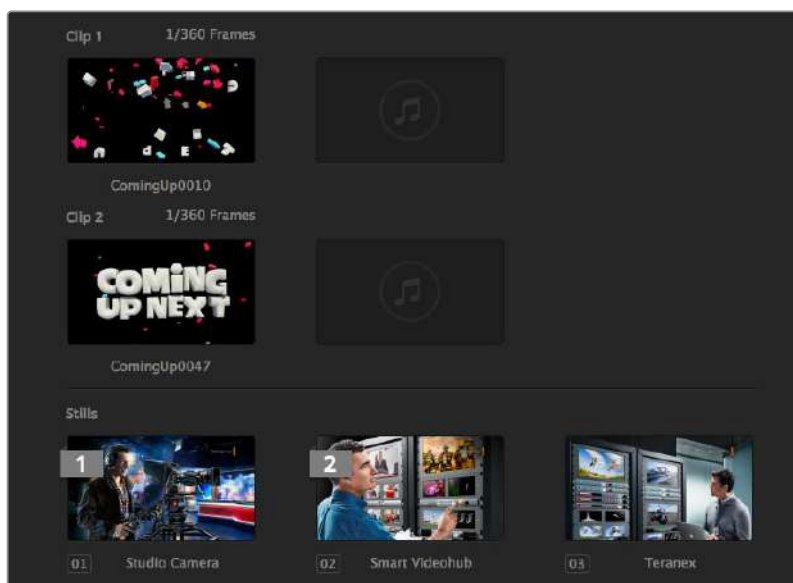 Clip 1 1/360 Frames
ComingUp0010
Clip 2 1/360 Frames
COMiNG
UP NEXT
ComingUp0047
Stills
1 2
01 Studio Camera 02 Smart Videohub 03 Teranex